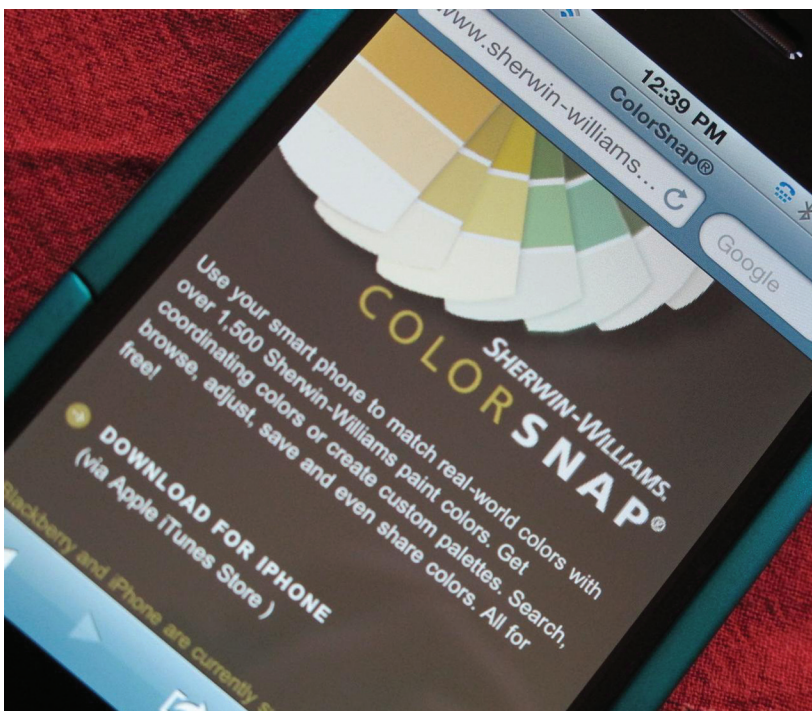 12:39 PM
ColorSnap®
www.sherwin-williams...
Google
SHERWIN-WILLIAMS.
COLORSNAP®
Use your smart phone to match real-world colors with
over 1,500 Sherwin-Williams paint colors. Get
coordinating colors or create custom palettes. Search,
browse, adjust, save and even share colors. All for
free!
DOWNLOAD FOR IPHONE
(via Apple iTunes Store )
Blackberry and iPhone are currently